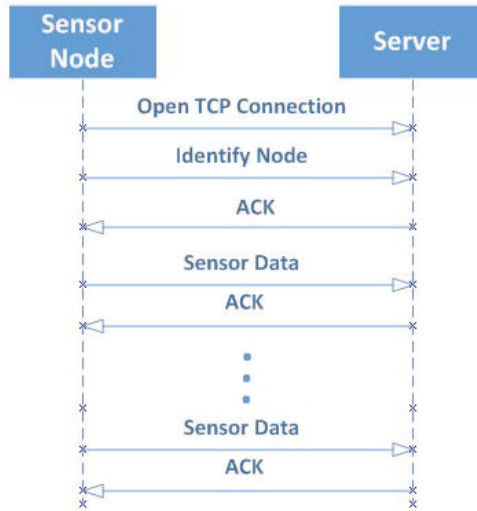 Sensor
Node
Server
Open TCP Connection
Identify Node
ACK
Sensor Data
ACK
Sensor Data
ACK